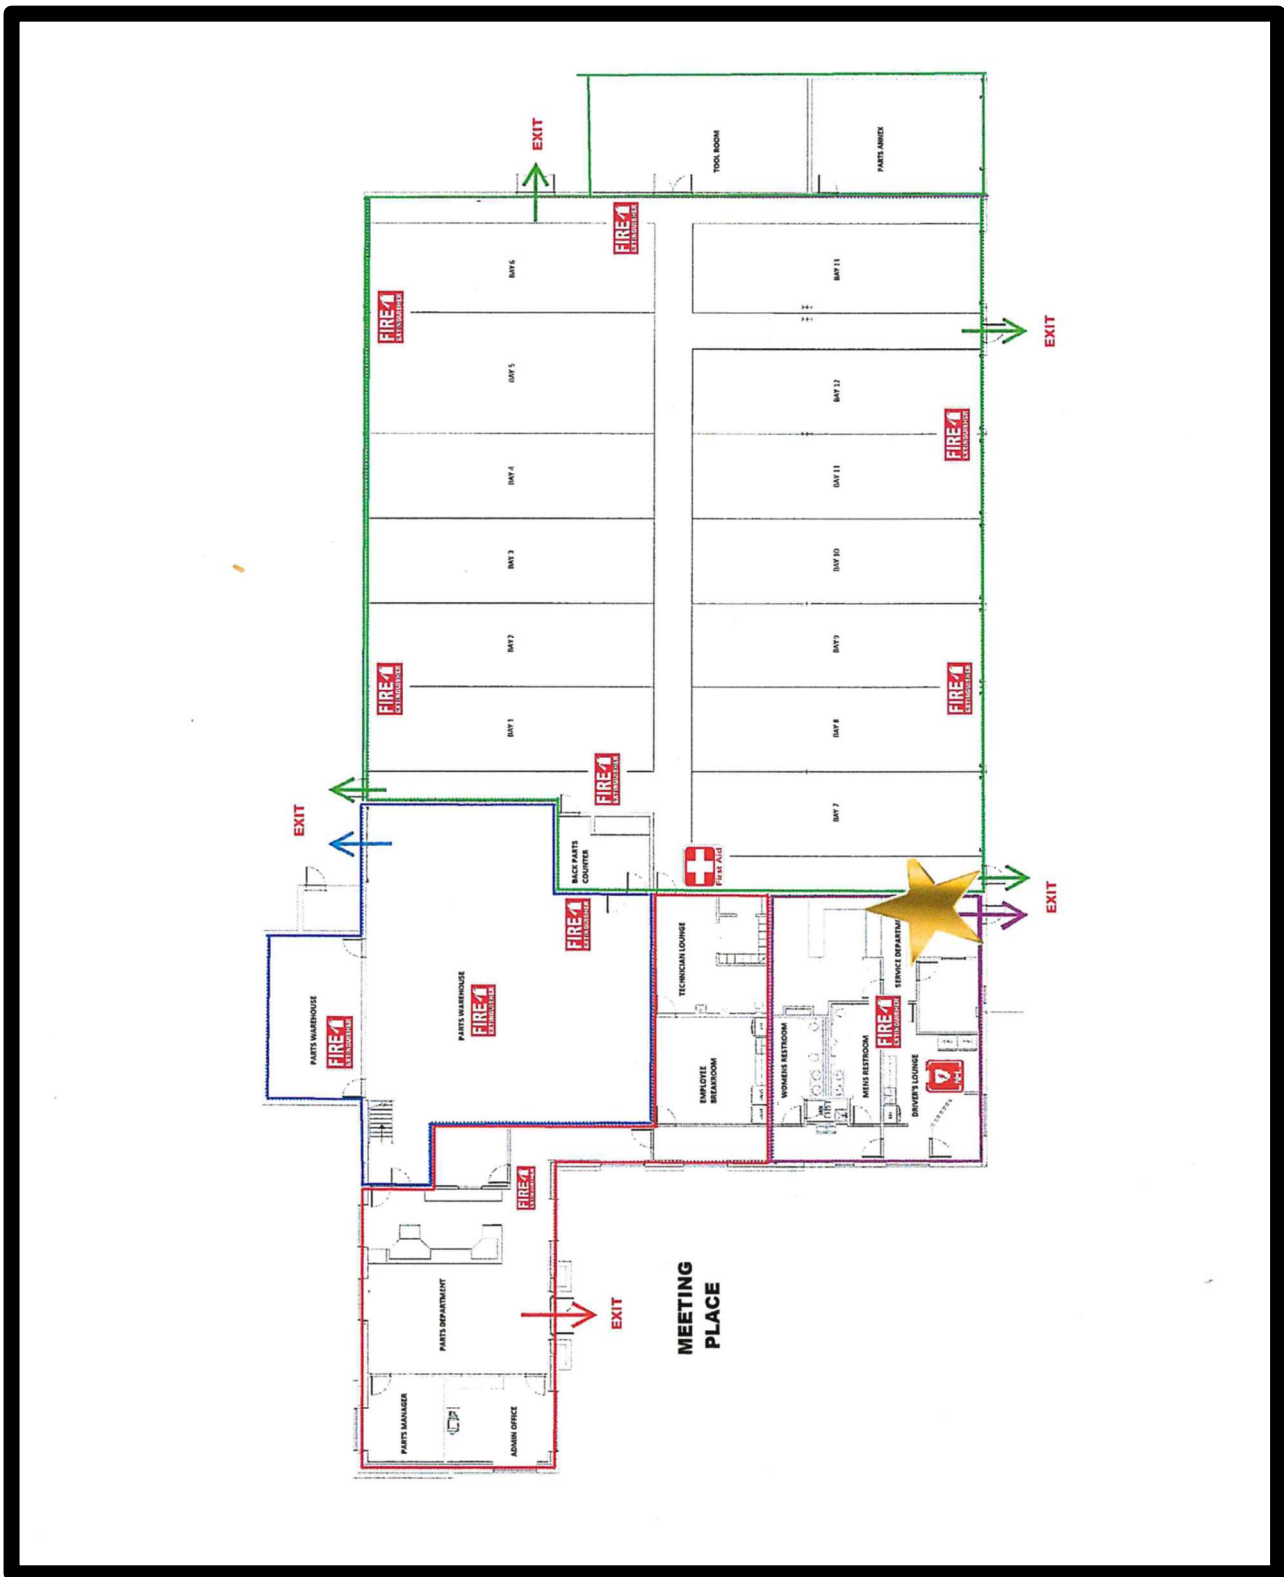 EXIT
PARTS WAREHOUSE
FIRE
EXTINGUISHER
FIRE
EXTINGUISHER
FIRE
EXTINGUISHER
PARTS MANAGER
PARTS DEPARTMENT
PARTS WAREHOUSE
FIRE
EXTINGUISHER
ADMIN OFFICE
BAY 1
BAY 2
BAY 3
BAY 4
BAY 5
BAY 6
FIRE
EXTINGUISHER
EXIT
FIRE
EXTINGUISHER
BACK PARTS
COUNTER
FIRE
EXTINGUISHER
EXIT
FIRE
EXTINGUISHER
MEETING
PLACE
TECHNICIAN LOUNGE
EMPLOYEE
BREAKROOM
First Aid
TOOL ROOM
WOMENS RESTROOM
BAY 7
BAY 8
BAY 9
BAY 10
BAY 11
BAY 12
BAY 13
MENS RESTROOM
FIRE
EXTINGUISHER
PARTS ANNEX
SERVICE DEPARTM
DRIVER'S LOUNGE
FIRE
EXTINGUISHER
FIRE
EXTINGUISHER
EXIT
EXIT